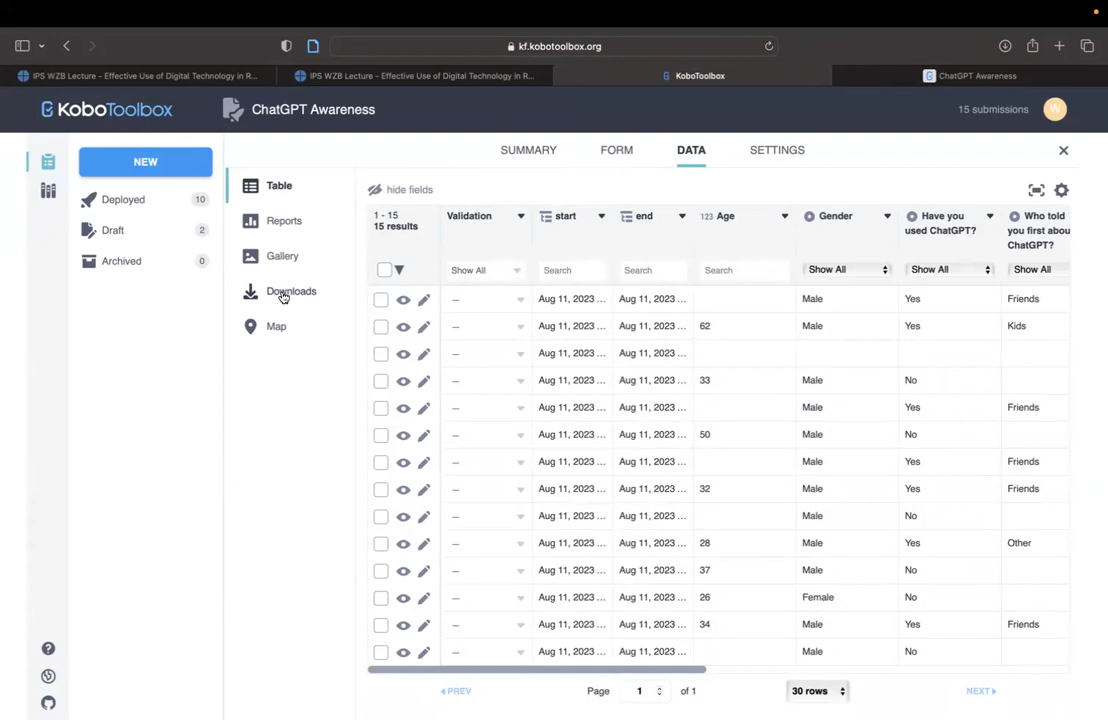 kf.kobotoolbox.org
IPS WZB Lecture – Effective Use of Digital Technology in R...
IPS WZB Lecture – Effective Use of Digital Technology in R...
KoboToolbox
ChatGPT Awareness
KoboToolbox
ChatGPT Awareness
15 submissions
W
NEW
Deployed 10
Draft 2
Archived 0
SUMMARY FORM DATA SETTINGS
Table
Reports
Gallery
Downloads
Map
hide fields
1 - 15
15 results
Validation start end 123 Age Gender Have you used ChatGPT? Who told you first abou ChatGPT?
Show All Search Search Search Show All Show All Show All
— Aug 11, 2023 ... Aug 11, 2023 ... Male Yes Friends
— Aug 11, 2023 ... Aug 11, 2023 ... 62 Male Yes Kids
— Aug 11, 2023 ... Aug 11, 2023 ...
— Aug 11, 2023 ... Aug 11, 2023 ... 33 Male No
— Aug 11, 2023 ... Aug 11, 2023 ... Male Yes Friends
— Aug 11, 2023 ... Aug 11, 2023 ... 50 Male No
— Aug 11, 2023 ... Aug 11, 2023 ... Male Yes Friends
— Aug 11, 2023 ... Aug 11, 2023 ... 32 Male Yes Friends
— Aug 11, 2023 ... Aug 11, 2023 ... Male No
— Aug 11, 2023 ... Aug 11, 2023 ... 28 Male Yes Other
— Aug 11, 2023 ... Aug 11, 2023 ... 37 Male No
— Aug 11, 2023 ... Aug 11, 2023 ... 26 Female No
— Aug 11, 2023 ... Aug 11, 2023 ... 34 Male Yes Friends
— Aug 11, 2023 ... Aug 11, 2023 ... Male No
PREV Page 1 of 1 30 rows NEXT